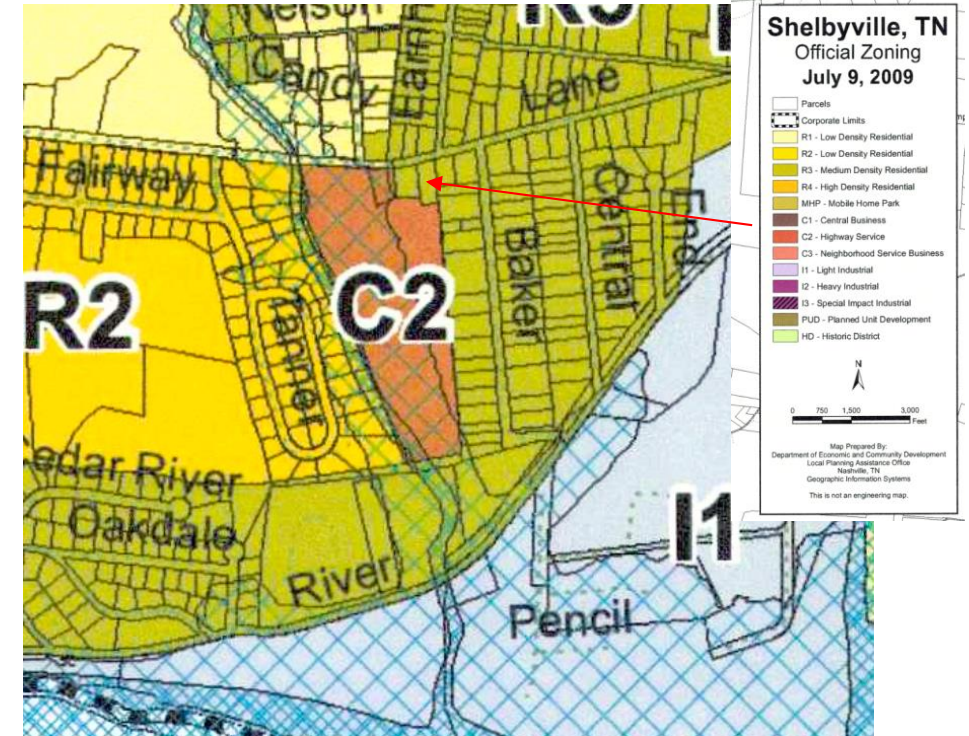 Nelson
R3
Candy
Lane
Fairway
Central
End
Baker
R2
C2
Tanner
edar River
Oakdale
River
I1
Pencil
Shelbyville, TN
Official Zoning
July 9, 2009
Parcels
Corporate Limits
R1 - Low Density Residential
R2 - Low Density Residential
R3 - Medium Density Residential
R4 - High Density Residential
MHP - Mobile Home Park
C1 - Central Business
C2 - Highway Service
C3 - Neighborhood Service Business
I1 - Light Industrial
I2 - Heavy Industrial
I3 - Special Impact Industrial
PUD - Planned Unit Development
HD - Historic District
N
0 750 1,500 3,000
Feet
Map Prepared By:
Department of Economic and Community Development
Local Planning Assistance Office
Nashville, TN
Geographic Information Systems
This is not an engineering map.